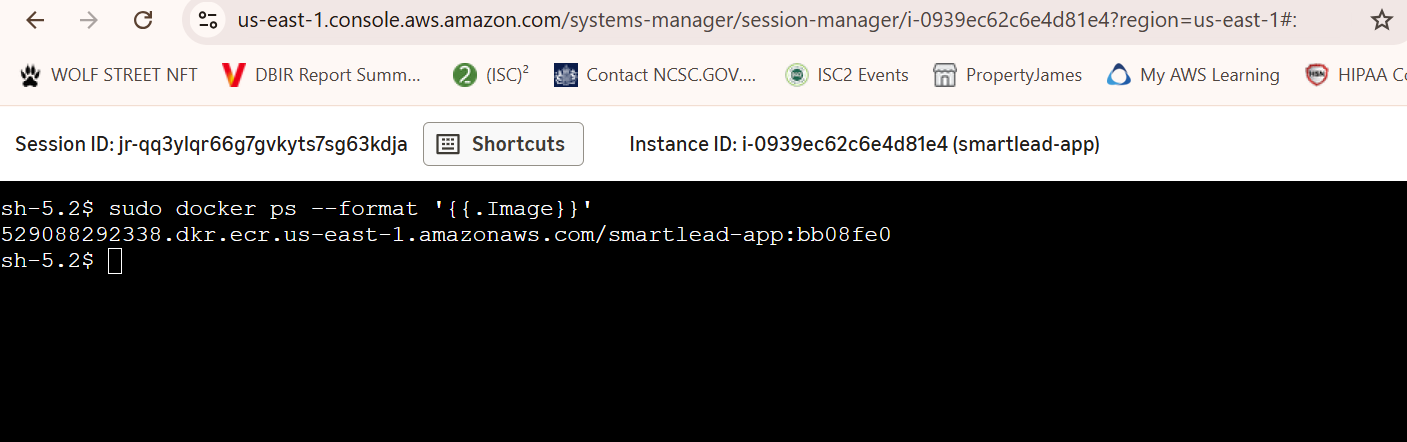 us-east-1.console.aws.amazon.com/systems-manager/session-manager/i-0939ec62c6e4d81e4?region=us-east-1#:
WOLF STREET NFT DBIR Report Summ... (ISC)² Contact NCSC.GOV.... ISC2 Events PropertyJames My AWS Learning HIPAA Co
Session ID: jr-qq3ylqr66g7gvkyts7sg63kdja Shortcuts Instance ID: i-0939ec62c6e4d81e4 (smartlead-app)
sh-5.2$ sudo docker ps --format '{{.Image}}'
529088292338.dkr.ecr.us-east-1.amazonaws.com/smartlead-app:bb08fe0
sh-5.2$